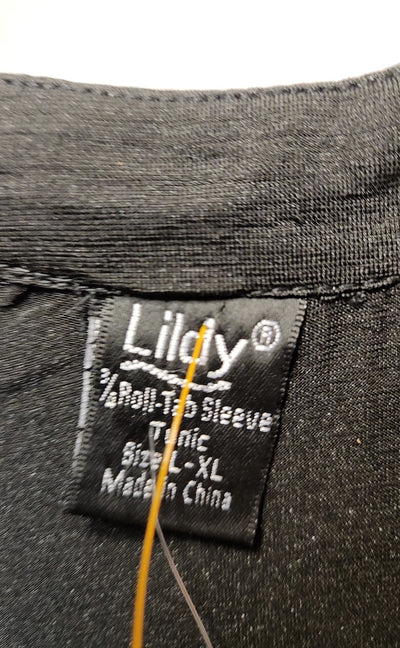 Lildy®
3/4 Roll-Tab Sleeve
Tunic
Size L-XL
Made in China